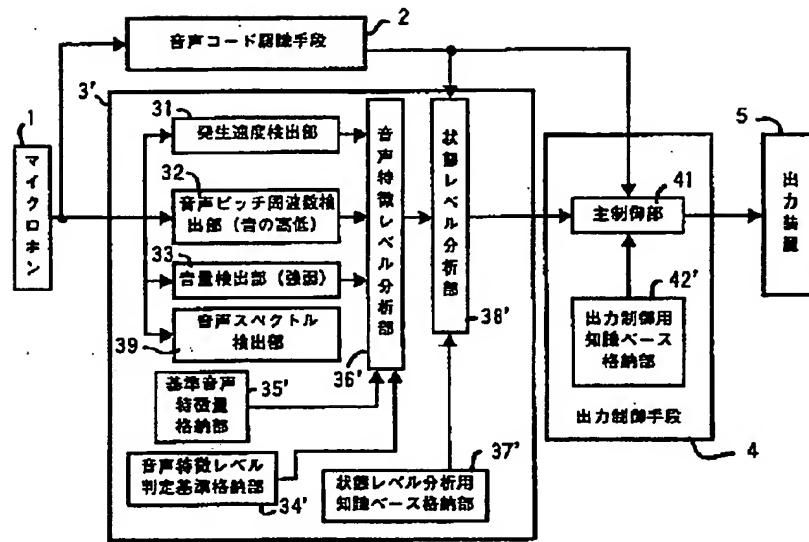 2
音声コード認識手段
3'
1
マイクロホン
31
発生速度検出部
32
音声ピッチ周波数検
出部（音の高低）
33
音量検出部（強弱）
音声スペクトル
検出部
39
音声特徴レベル分析部
36'
状態レベル分析部
38'
基準音声
特徴量
格納部
35'
音声特徴レベル
判定基準格納部
34'
状態レベル分析用
知識ベース格納部
37'
41
主制御部
42'
出力制御用
知識ベース
格納部
出力制御手段
4
5
出力装置